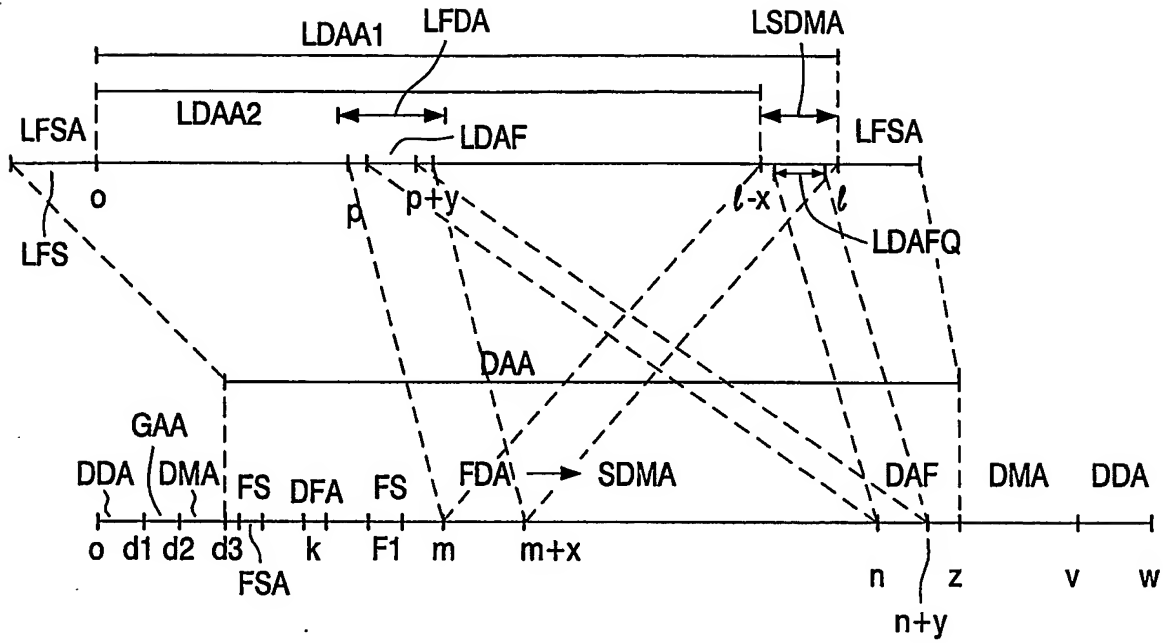 LDAA1
LFDA
LSDMA
LDAA2
LFSA
LDAF
LFSA
o
p
p+y
ℓ-x
ℓ
LFS
LDAFQ
DAA
GAA
DDA
DMA
FS
DFA
FS
FDA
SDMA
DAF
DMA
DDA
o
d1
d2
d3
k
F1
m
m+x
n
z
v
w
FSA
n+y